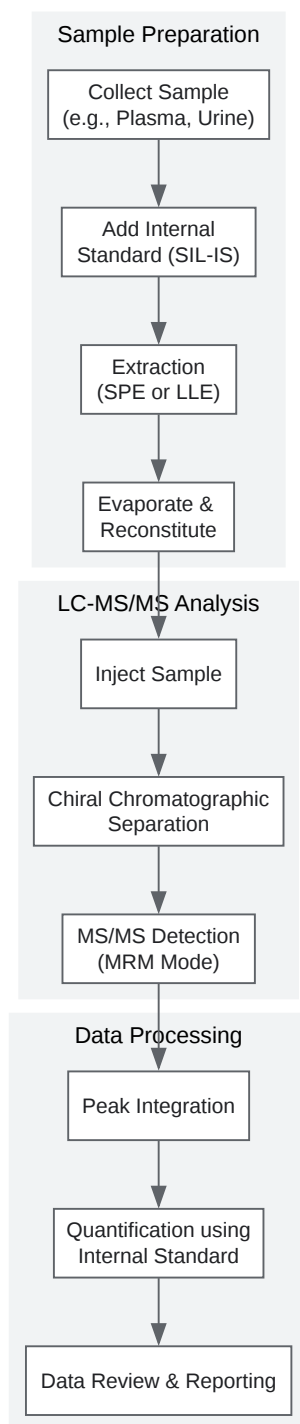 Sample Preparation
Collect Sample
(e.g., Plasma, Urine)
Add Internal
Standard (SIL-IS)
Extraction
(SPE or LLE)
Evaporate &
Reconstitute
LC-MS/MS Analysis
Inject Sample
Chiral Chromatographic
Separation
MS/MS Detection
(MRM Mode)
Data Processing
Peak Integration
Quantification using
Internal Standard
Data Review & Reporting